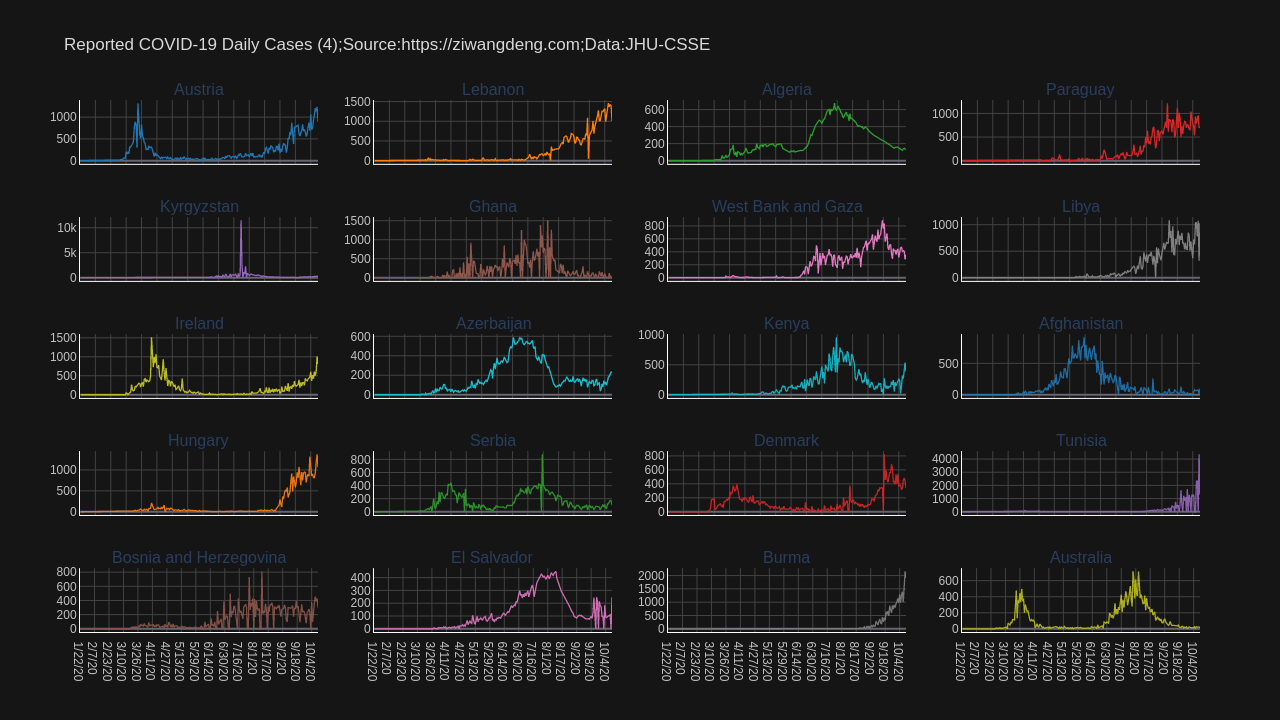 Reported COVID-19 Daily Cases (4);Source:https://ziwangdeng.com;Data:JHU-CSSE
Austria Lebanon Algeria Paraguay
1000 500 0
1500 1000 500 0
600 400 200 0
1000 500 0
Kyrgyzstan Ghana West Bank and Gaza Libya
10k 5k 0
1500 1000 500 0
800 600 400 200 0
1000 500 0
Ireland Azerbaijan Kenya Afghanistan
1500 1000 500 0
600 400 200 0
1000 500 0
500 0
Hungary Serbia Denmark Tunisia
1000 500 0
800 600 400 200 0
800 600 400 200 0
4000 3000 2000 1000 0
Bosnia and Herzegovina El Salvador Burma Australia
800 600 400 200 0
400 300 200 100 0
2000 1500 1000 500 0
600 400 200 0
1/22/20 2/7/20 2/23/20 3/10/20 3/26/20 4/11/20 4/27/20 5/13/20 5/29/20 6/14/20 6/30/20 7/16/20 8/1/20 8/17/20 9/2/20 9/18/20 10/4/20
1/22/20 2/7/20 2/23/20 3/10/20 3/26/20 4/11/20 4/27/20 5/13/20 5/29/20 6/14/20 6/30/20 7/16/20 8/1/20 8/17/20 9/2/20 9/18/20 10/4/20
1/22/20 2/7/20 2/23/20 3/10/20 3/26/20 4/11/20 4/27/20 5/13/20 5/29/20 6/14/20 6/30/20 7/16/20 8/1/20 8/17/20 9/2/20 9/18/20 10/4/20
1/22/20 2/7/20 2/23/20 3/10/20 3/26/20 4/11/20 4/27/20 5/13/20 5/29/20 6/14/20 6/30/20 7/16/20 8/1/20 8/17/20 9/2/20 9/18/20 10/4/20